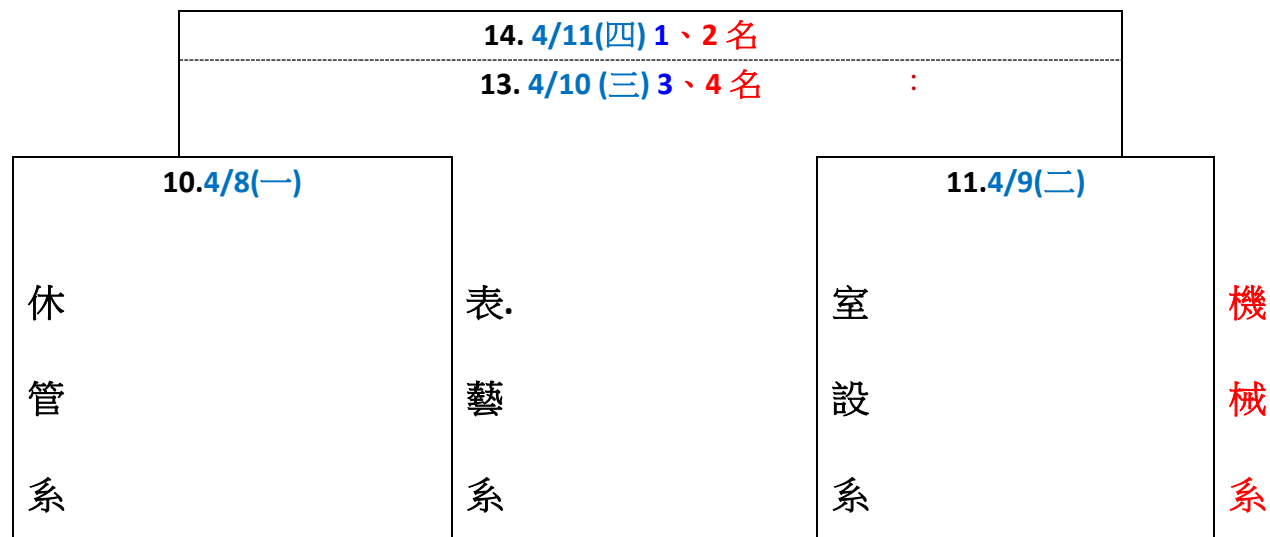 14. 4/11(四) 1、2 名
13. 4/10 (三) 3、4 名 :
10.4/8(一)
11.4/9(二)
休管系
表.藝系
室設系
機械系